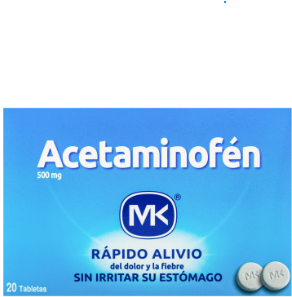 Acetaminofén
500 mg
MK®
RÁPIDO ALIVIO
del dolor y la fiebre
SIN IRRITAR SU ESTÓMAGO
20 Tabletas
MK MK